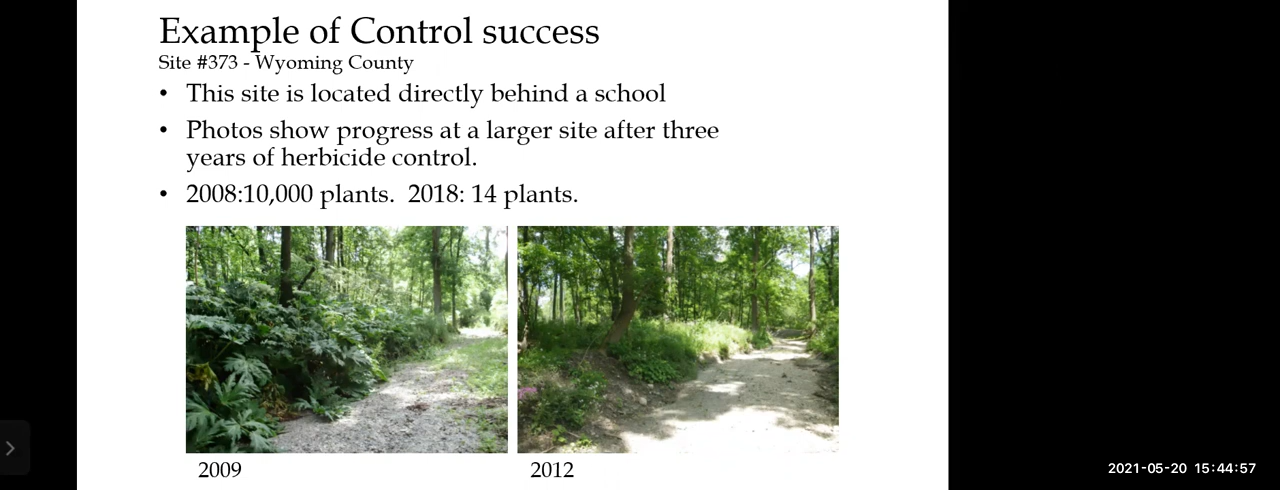 Example of Control success
Site #373 - Wyoming County
• This site is located directly behind a school
• Photos show progress at a larger site after three
years of herbicide control.
• 2008:10,000 plants.  2018: 14 plants.
2009
2012
2021-05-20 15:44:57